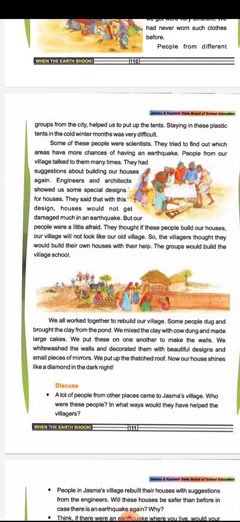 had never worn such clothes
before.
People from different
WHEN THE EARTH SHOOK!
110
Jammu & Kashmir State Board of School Education
groups from the city, helped us to put up the tents. Staying in these plastic
tents in the cold winter months was very difficult.
Some of these people were scientists. They tried to find out which
areas have more chances of having an earthquake. People from our
village talked to them many times. They had
suggestions about building our houses
again. Engineers and architects
showed us some special designs
for houses. They said that with this
design, houses would not get
damaged much in an earthquake. But our
people were a little afraid. They thought if these people build our houses,
our village will not look like our old village. So, the villagers thought they
would build their own houses with their help. The groups would build the
village school.
We all worked together to rebuild our village. Some people dug and
brought the clay from the pond. We mixed the clay with cow dung and made
large cakes. We put these on one another to make the walls. We
whitewashed the walls and decorated them with beautiful designs and
small pieces of mirrors. We put up the thatched roof. Now our house shines
like a diamond in the dark night!
Discuss
• A lot of people from other places came to Jasma's village. Who
were these people? In what ways would they have helped the
villagers?
WHEN THE EARTH SHOOK!
111
Jammu & Kashmir State Board of School Education
• People in Jasma's village rebuilt their houses with suggestions
from the engineers. Will these houses be safer than before in
case there is an earthquake again? Why?
• Think, if there were an earthquake where you live, would your